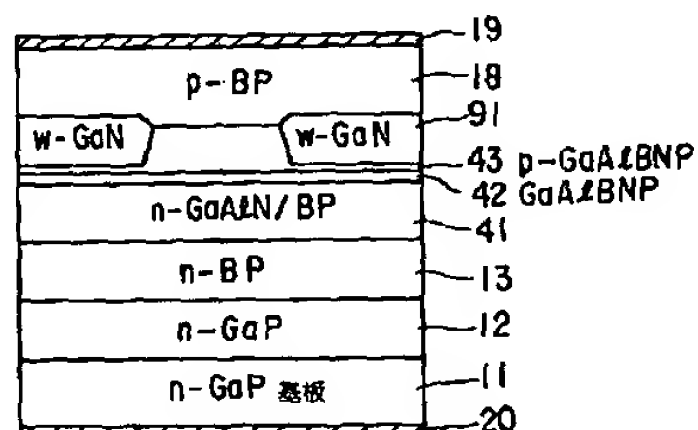 19
p-BP 18
w-GaN w-GaN 91
43 p-GaAlBNP
42 GaAlBNP
n-GaAlN/BP
41
n-BP 13
n-GaP 12
n-GaP 基板 11
20